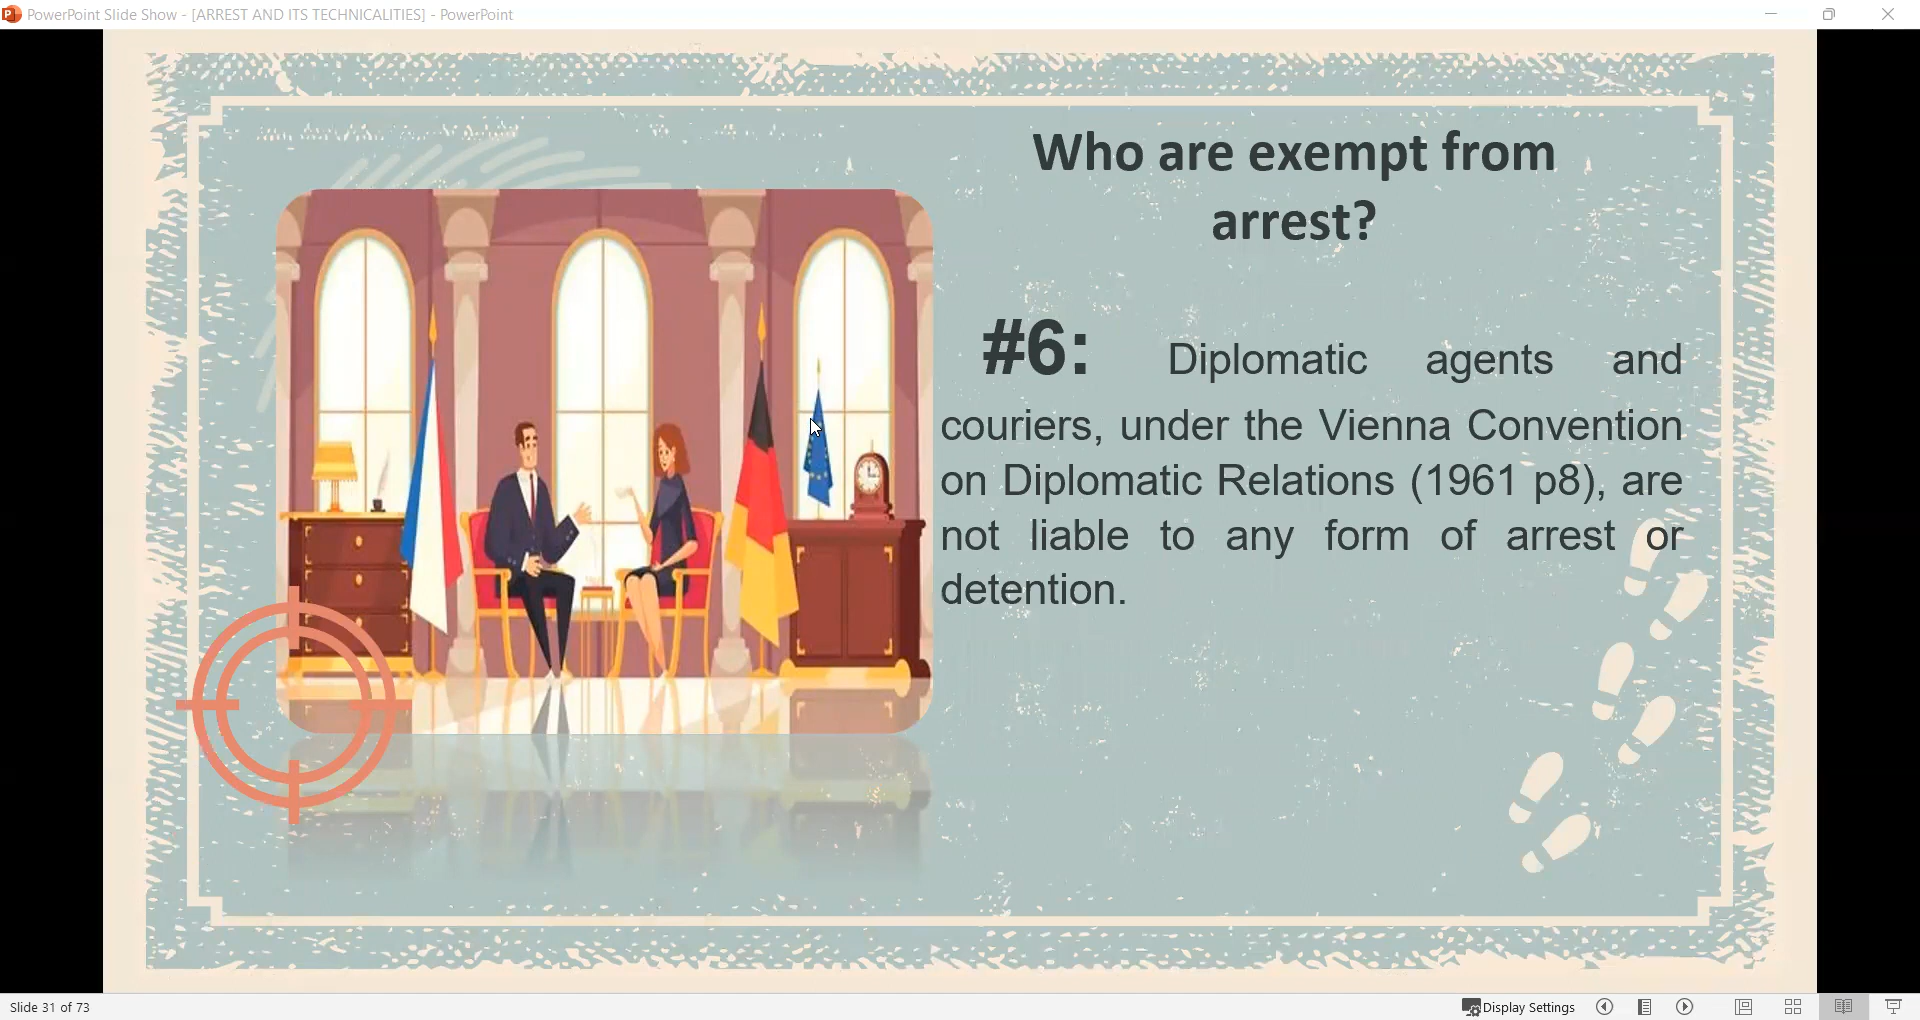 PowerPoint Slide Show - [ARREST AND ITS TECHNICALITIES] - PowerPoint
Who are exempt from
arrest?
#6: Diplomatic agents and
couriers, under the Vienna Convention
on Diplomatic Relations (1961 p8), are
not liable to any form of arrest or
detention.
Slide 31 of 73
Display Settings